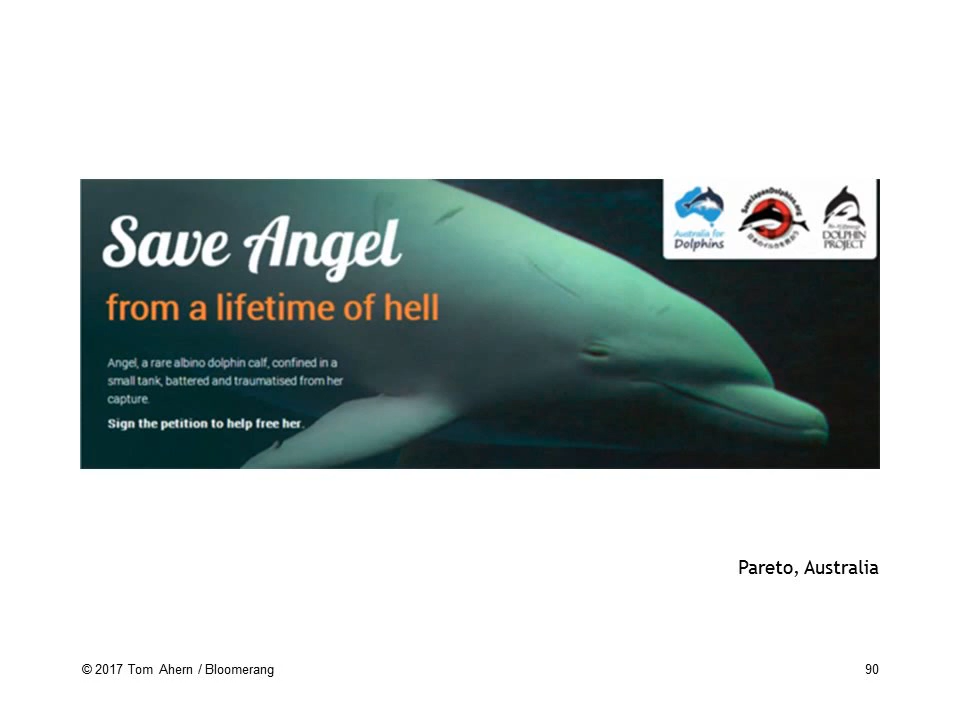 Save Angel
from a lifetime of hell
Angel, a rare albino dolphin calf, confined in a
small tank, battered and traumatised from her
capture.
Sign the petition to help free her.
Australia for
Dolphins
SaveJapanDolphins.org
DOLPHIN
PROJECT
Pareto, Australia
© 2017 Tom Ahern / Bloomerang
90